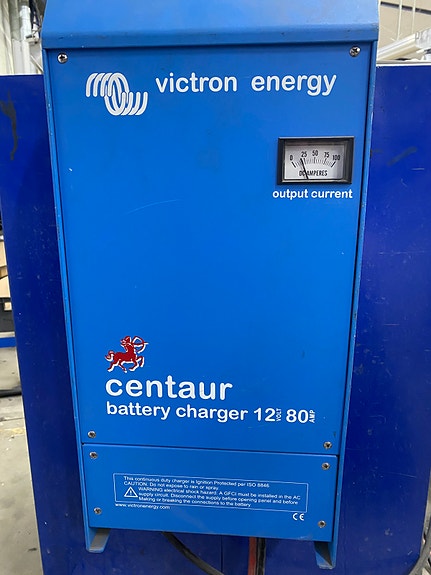 victron energy
0 25 50 75 100
DC AMPERES
output current
centaur
battery charger 12 VOLT 80 AMP
This continuous duty charger is Ignition Protected per ISO 8846
CAUTION: Do not expose to rain or spray.
WARNING electrical shock hazard. A GFCI must be installed in the AC
supply circuit. Disconnect the supply before opening panel and before
Making or breaking the connections to the battery
www.victronenergy.com
CE